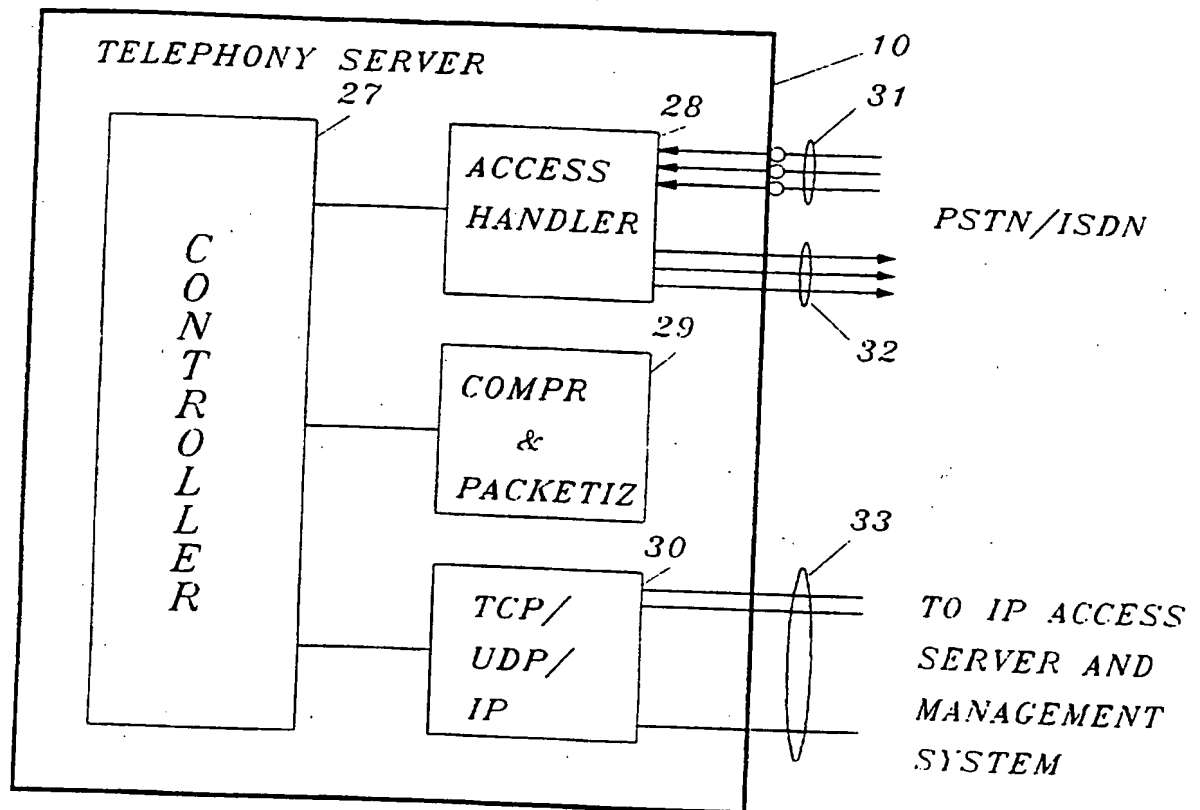 TELEPHONY SERVER
10
27
28
31
CONTROLLER
ACCESS
HANDLER
PSTN/ISDN
32
29
COMPR
&
PACKETIZ
33
30
TCP/
UDP/
IP
TO IP ACCESS
SERVER AND
MANAGEMENT
SYSTEM